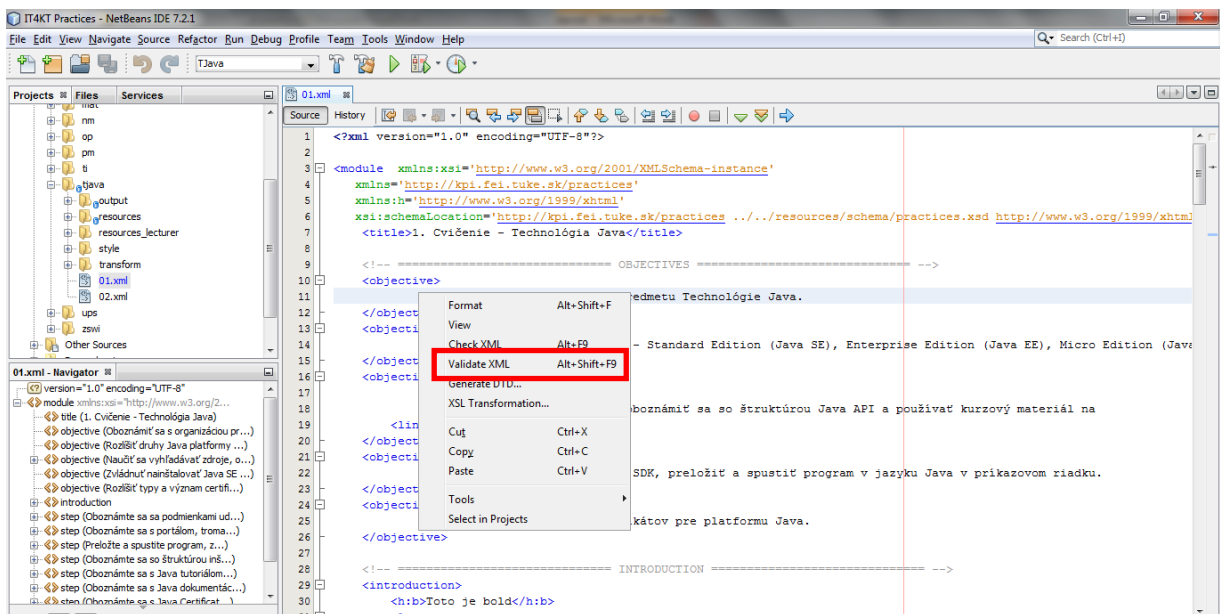 IT4KT Practices - NetBeans IDE 7.2.1
File Edit View Navigate Source Refactor Run Debug Profile Team Tools Window Help
Search (Ctrl+I)
TJava
Projects Files Services
mat
nm
op
pm
ti
tjava
output
resources
resources_lecturer
style
transform
01.xml
02.xml
ups
zswi
Other Sources
01.xml - Navigator
version="1.0" encoding="UTF-8"
module xmlns:xsi="http://www.w3.org/2...
title (1. Cvičenie - Technológia Java)
objective (Oboznámiť sa s organizáciou pr...)
objective (Rozlíšiť druhy Java platformy ...)
objective (Naučiť sa vyhľadávať zdroje, o...)
objective (Zvládnuť nainštalovať Java SE ...)
objective (Rozlíšiť typy a význam certifi...)
introduction
step (Oboznámte sa sa podmienkami ud...)
step (Oboznámte sa s portálom, troma...)
step (Preložte a spustite program, z...)
step (Oboznámte sa so štruktúrou inš...)
step (Oboznámte sa s Java tutoriálom...)
step (Oboznámte sa s Java dokumentác...)
step (Oboznámte sa s Java Certificat...)
01.xml
Source History
1 <?xml version="1.0" encoding="UTF-8"?>
2
3 <module xmlns:xsi='http://www.w3.org/2001/XMLSchema-instance'
4 xmlns='http://kpi.fei.tuke.sk/practices'
5 xmlns:h='http://www.w3.org/1999/xhtml'
6 xsi:schemaLocation='http://kpi.fei.tuke.sk/practices ../../resources/schema/practices.xsd http://www.w3.org/1999/xhtml
7 <title>1. Cvičenie - Technológia Java</title>
8
9 <!-- ================================ OBJECTIVES ================================ -->
10 <objective>
11 redmetu Technológie Java.
12 </object
13 <objecti
14 - Standard Edition (Java SE), Enterprise Edition (Java EE), Micro Edition (Java
15 </object
16 <objecti
17
18 boznámiť sa so štruktúrou Java API a používať kurzový materiál na
19 <lin
20 </object
21 <objecti
22 SDK, preložiť a spustiť program v jazyku Java v príkazovom riadku.
23 </object
24 <objecti
25 kátov pre platformu Java.
26 </objective>
27
28 <!-- ================================ INTRODUCTION ================================ -->
29 <introduction>
30 <h:b>Toto je bold</h:b>
Format Alt+Shift+F
View
Check XML Alt+F9
Validate XML Alt+Shift+F9
Generate DTD...
XSL Transformation...
Cut Ctrl+X
Copy Ctrl+C
Paste Ctrl+V
Tools
Select in Projects